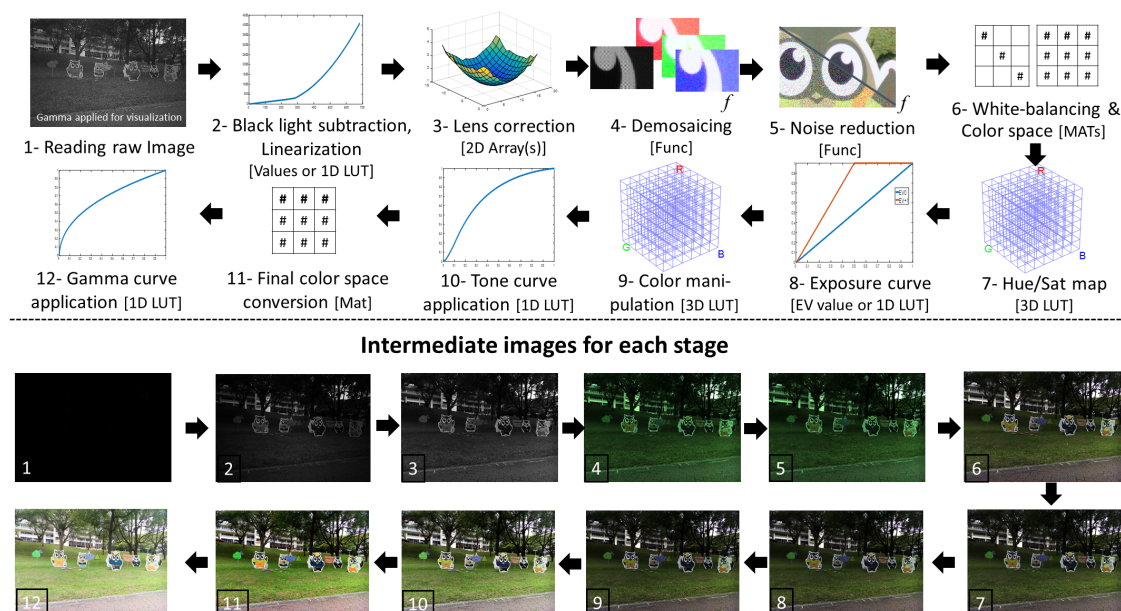 Gamma applied for visualization
1- Reading raw Image
2- Black light subtraction,
Linearization
[Values or 1D LUT]
3- Lens correction
[2D Array(s)]
f
4- Demosaicing
[Func]
f
5- Noise reduction
[Func]
# # #
# # #
# # #
# # #
6- White-balancing &
Color space [MATs]
12- Gamma curve
application [1D LUT]
# # #
# # #
# # #
11- Final color space
conversion [Mat]
10- Tone curve
application [1D LUT]
R
G
B
9- Color mani-
pulation [3D LUT]
8- Exposure curve
[EV value or 1D LUT]
R
G
B
7- Hue/Sat map
[3D LUT]
Intermediate images for each stage
1
2
3
4
5
6
12
11
10
9
8
7